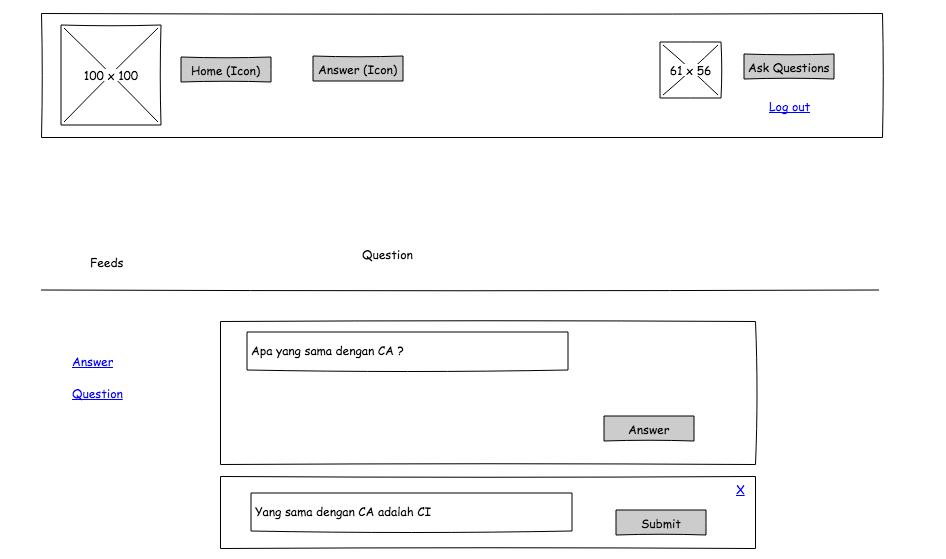 100 x 100
Home (Icon)
Answer (Icon)
61 x 56
Ask Questions
Log out
Feeds
Question
Answer
Question
Apa yang sama dengan CA ?
Answer
X
Yang sama dengan CA adalah CI
Submit